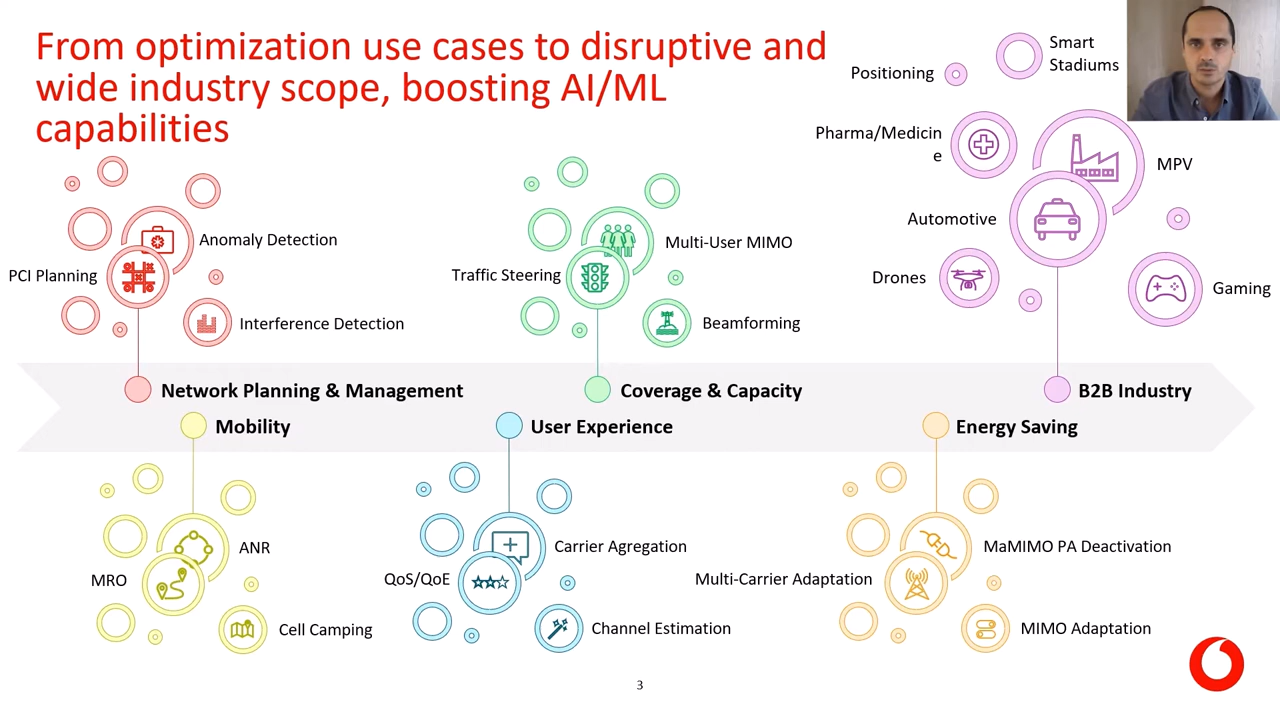 From optimization use cases to disruptive and
wide industry scope, boosting AI/ML
capabilities
Smart
Stadiums
Positioning
Pharma/Medicin
e
MPV
Automotive
Drones
Gaming
Anomaly Detection
PCI Planning
Interference Detection
Multi-User MIMO
Traffic Steering
Beamforming
Network Planning & Management
Coverage & Capacity
B2B Industry
Mobility
User Experience
Energy Saving
ANR
MRO
Cell Camping
Carrier Agregation
QoS/QoE
Channel Estimation
MaMIMO PA Deactivation
Multi-Carrier Adaptation
MIMO Adaptation
3